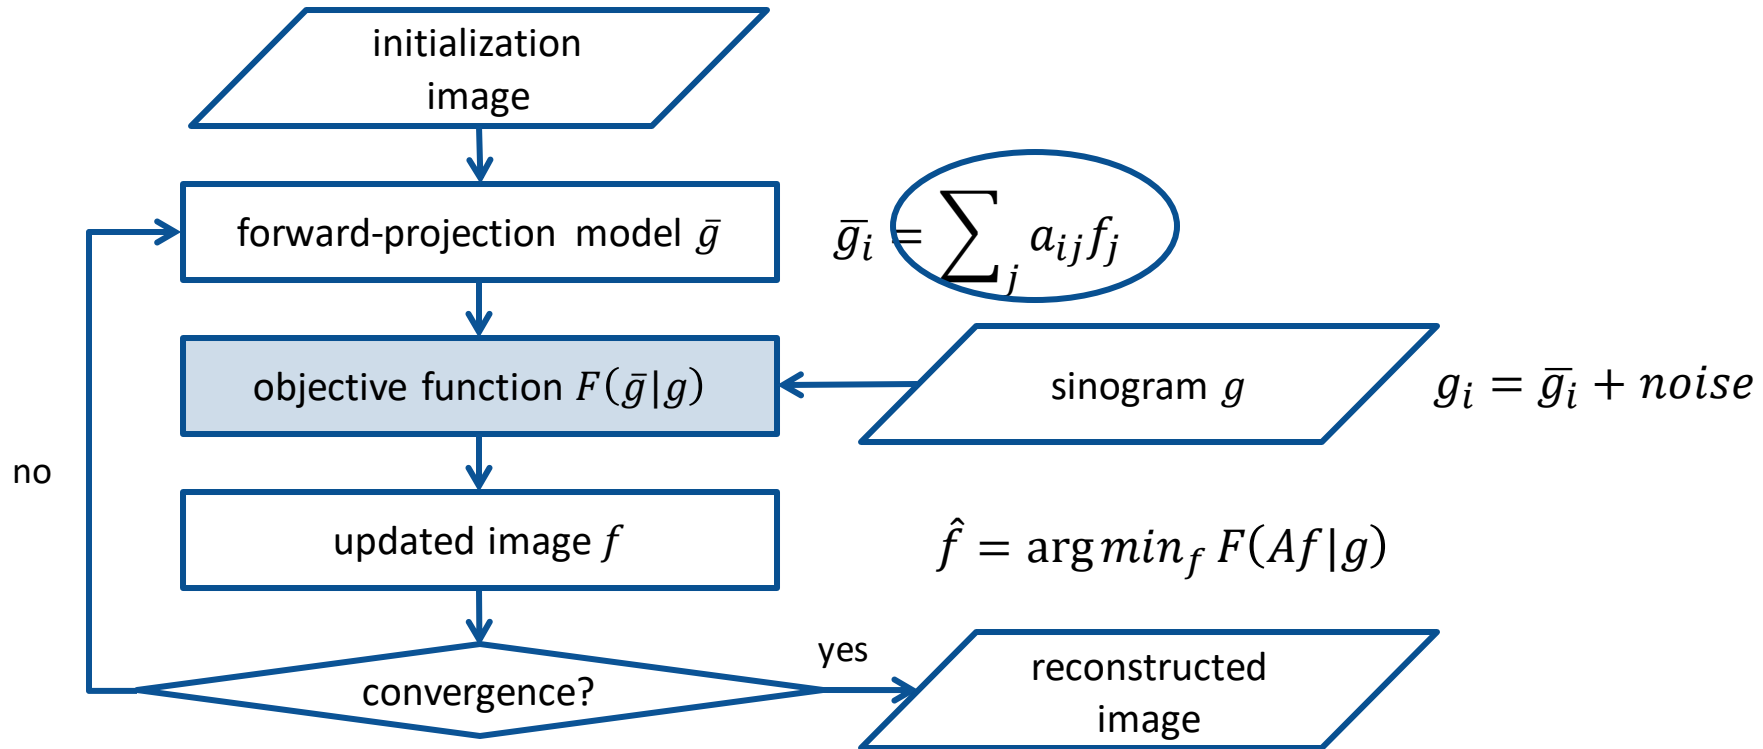 initialization
image
forward-projection model ḡ
ḡᵢ = ∑ⱼ aᵢⱼfⱼ
objective function F(ḡ|g)
sinogram g
gᵢ = ḡᵢ + noise
no
updated image f
f̂ = arg minf F(Af|g)
convergence?
yes
reconstructed
image